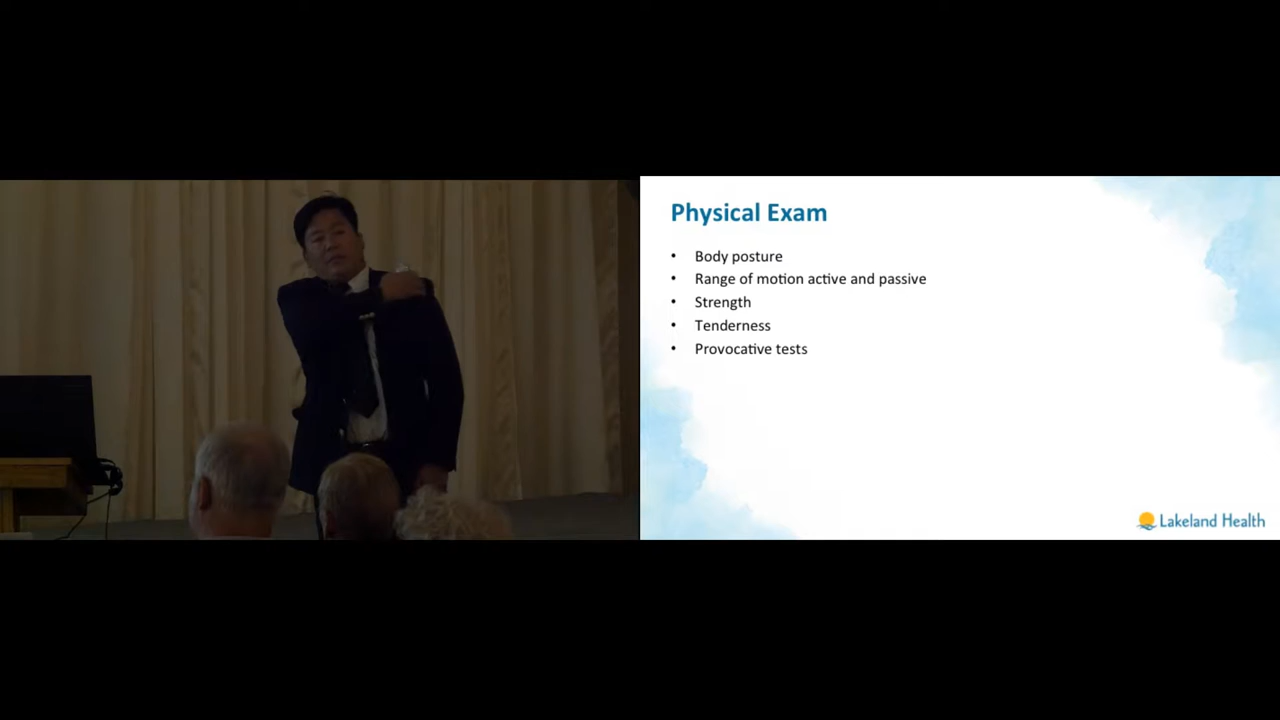 Physical Exam
• Body posture
• Range of motion active and passive
• Strength
• Tenderness
• Provocative tests
Lakeland Health